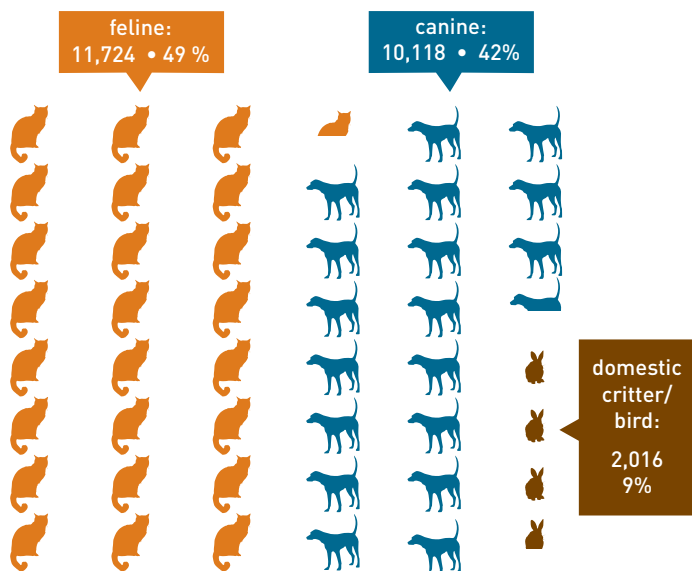 feline:
11,724 • 49 %
canine:
10,118 • 42%
domestic
critter/
bird:
2,016
9%